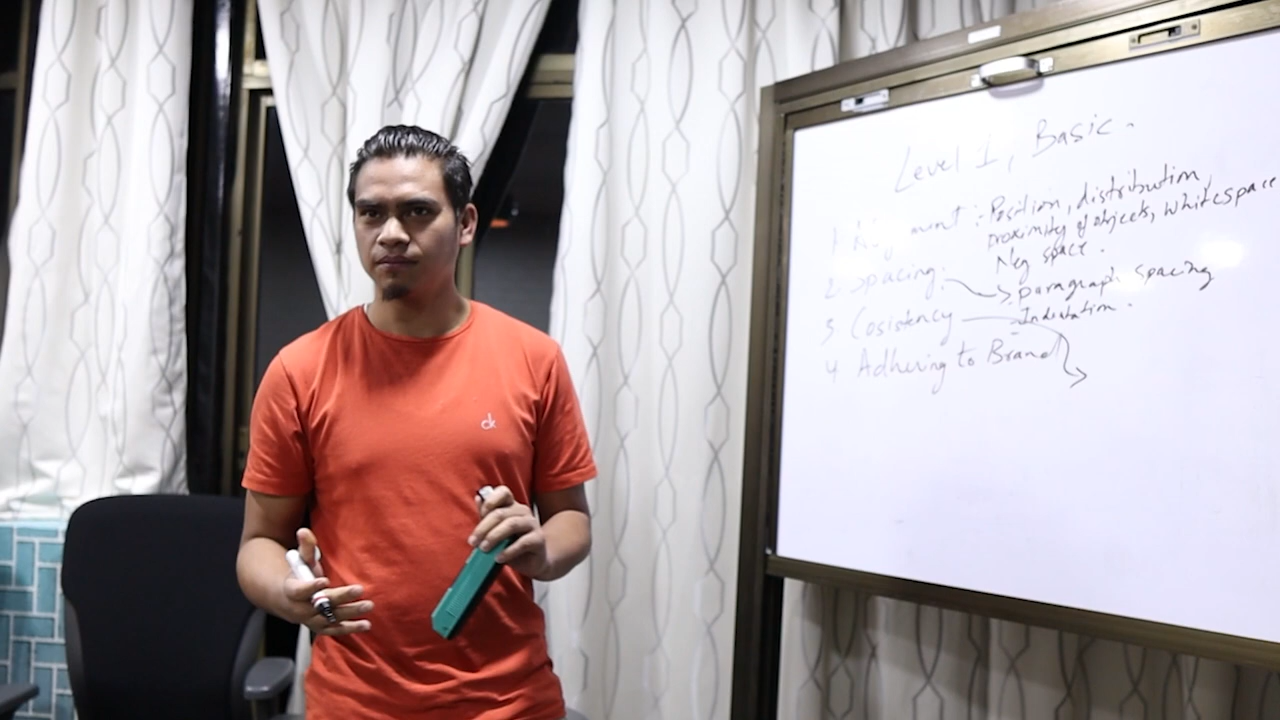 Level 1, Basic.
1. Alignment : Position, distribution,
proximity of objects, whitespace
Neg space.
2 Spacing.
- paragraph spacing
- Indentation.
3 Cosistency
4 Adhering to Brand
ck